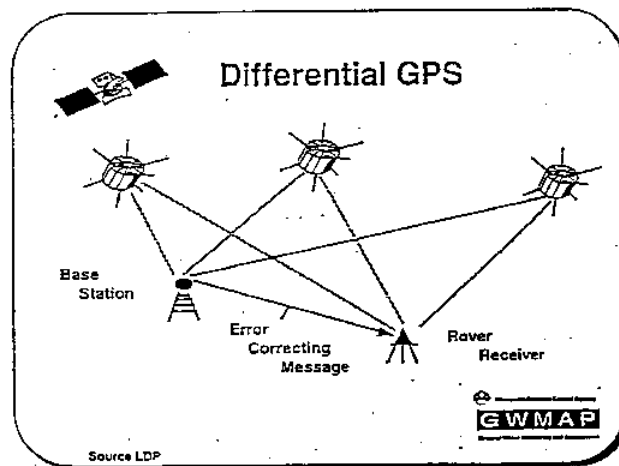 Differential GPS
Base
Station
Error
Correcting
Message
Rover
Receiver
GWMAP
Source LDP